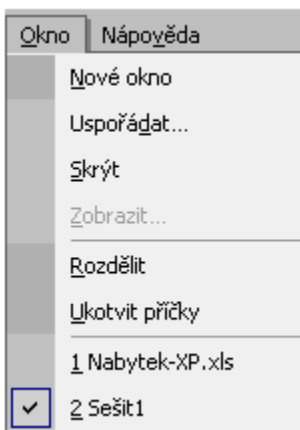 Okno Nápověda
Nové okno
Uspořádat...
Skrýt
Zobrazit...
Rozdělit
Ukotvit příčky
1 Nabytek-XP.xls
2 Sešit1